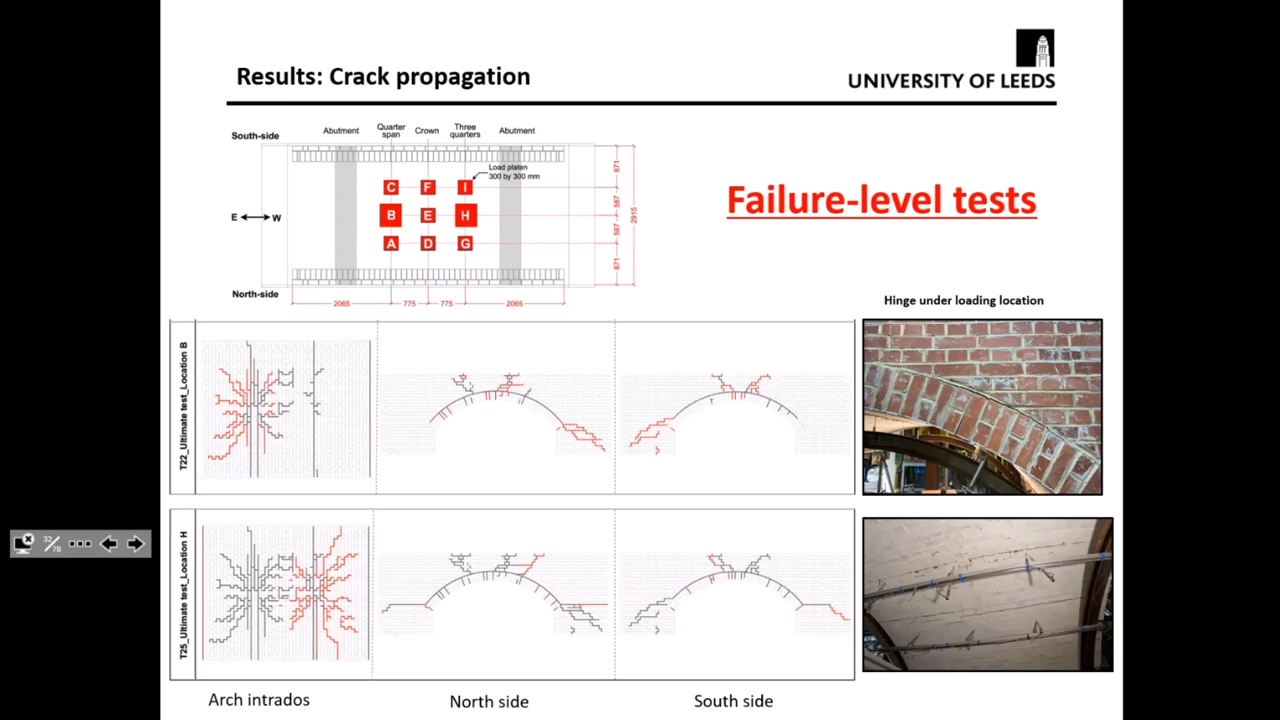 Results: Crack propagation
UNIVERSITY OF LEEDS
South-side
Abutment
Quarter
span
Crown
Three
quarters
Abutment
Load platen
300 by 300 mm
C F I
E W
B E H
A D G
871
587
587
871
2915
North-side
2065 775 775 2065
Failure-level tests
Hinge under loading location
T22_Ultimate test_Location B
T25_Ultimate test_Location H
32/78
Arch intrados
North side
South side